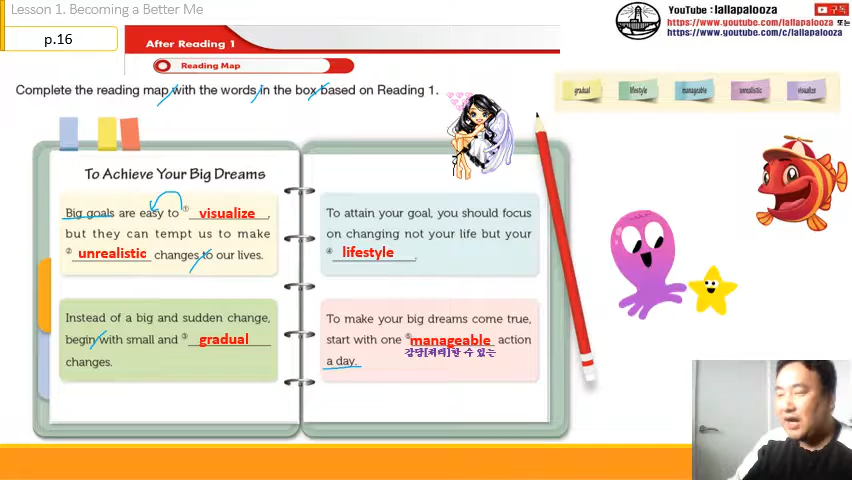 Lesson 1. Becoming a Better Me
p.16
YouTube : lallapalooza
구독
https://www.youtube.com/lallapalooza 또는
https://www.youtube.com/c/lallapalooza
After Reading 1
Reading Map
Complete the reading map with the words in the box based on Reading 1.
gradual lifestyle manageable unrealistic visualize
To Achieve Your Big Dreams
Big goals are easy to ① visualize,
but they can tempt us to make
② unrealistic changes to our lives.
Instead of a big and sudden change,
begin with small and ③ gradual
changes.
To attain your goal, you should focus
on changing not your life but your
④ lifestyle.
To make your big dreams come true,
start with one ⑤ manageable action
감당[처리]할 수 있는
a day.